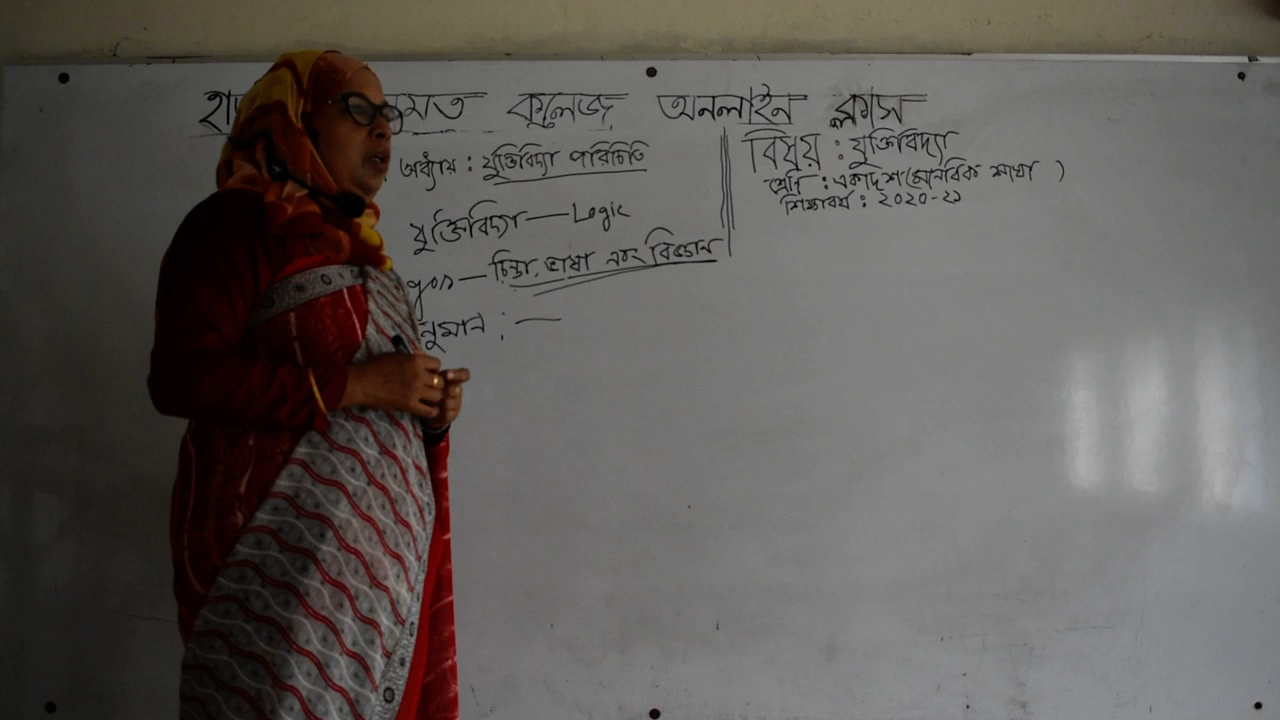 কলেজ অনলাইন ক্লাস
অধ্যায় : যুক্তিবিদ্যা পরিচিতি
যুক্তিবিদ্যা — Logic
— চিন্তা, ভাষা এবং বিজ্ঞান
নুমান : —
বিষয় : যুক্তিবিদ্যা
শ্রেণি : একাদশ (মানবিক শাখা )
শিক্ষাবর্ষ : ২০২০-২১